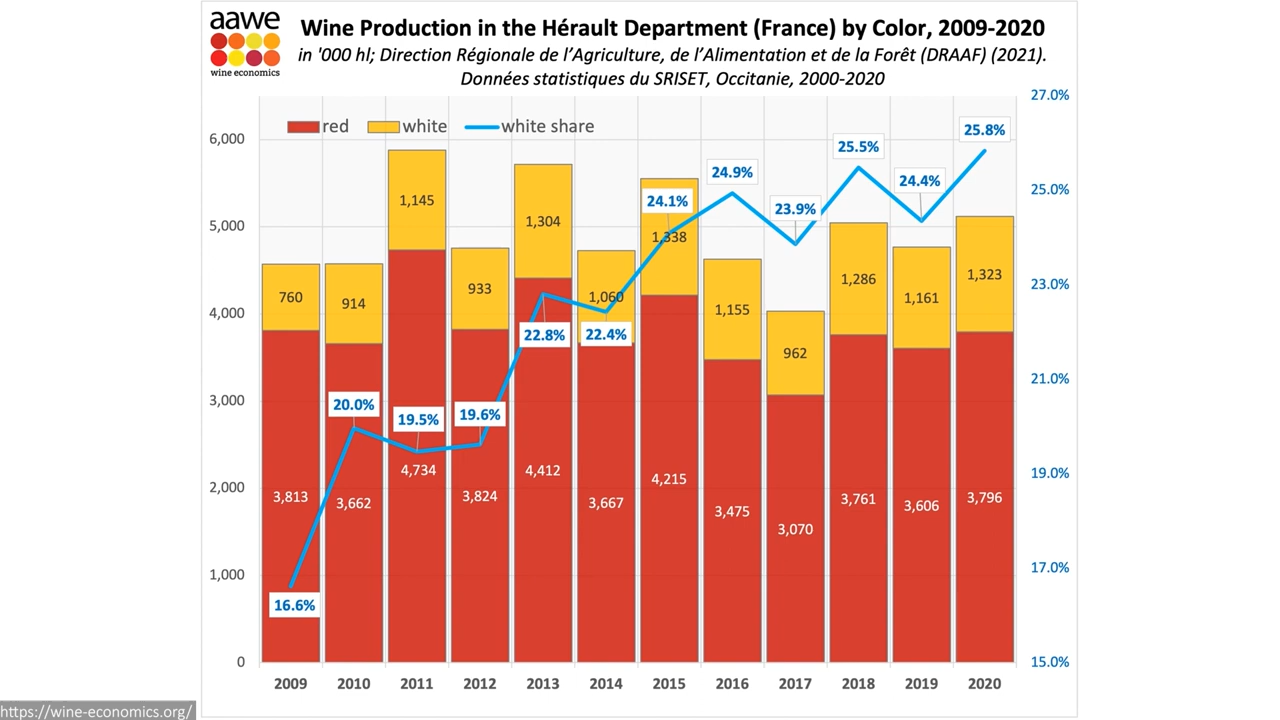 aawe
wine economics
Wine Production in the Hérault Department (France) by Color, 2009-2020
in '000 hl; Direction Régionale de l'Agriculture, de l'Alimentation et de la Forêt (DRAAF) (2021).
Données statistiques du SRISET, Occitanie, 2000-2020
red white white share
6,000
5,000
4,000
3,000
2,000
1,000
0
27.0%
25.0%
23.0%
21.0%
19.0%
17.0%
15.0%
760 914 1,145 933 1,304 1,060 1,338 1,155 962 1,286 1,161 1,323
16.6% 20.0% 19.5% 19.6% 22.8% 22.4% 24.1% 24.9% 23.9% 25.5% 24.4% 25.8%
3,813 3,662 4,734 3,824 4,412 3,667 4,215 3,475 3,070 3,761 3,606 3,796
2009 2010 2011 2012 2013 2014 2015 2016 2017 2018 2019 2020
https://wine-economics.org/